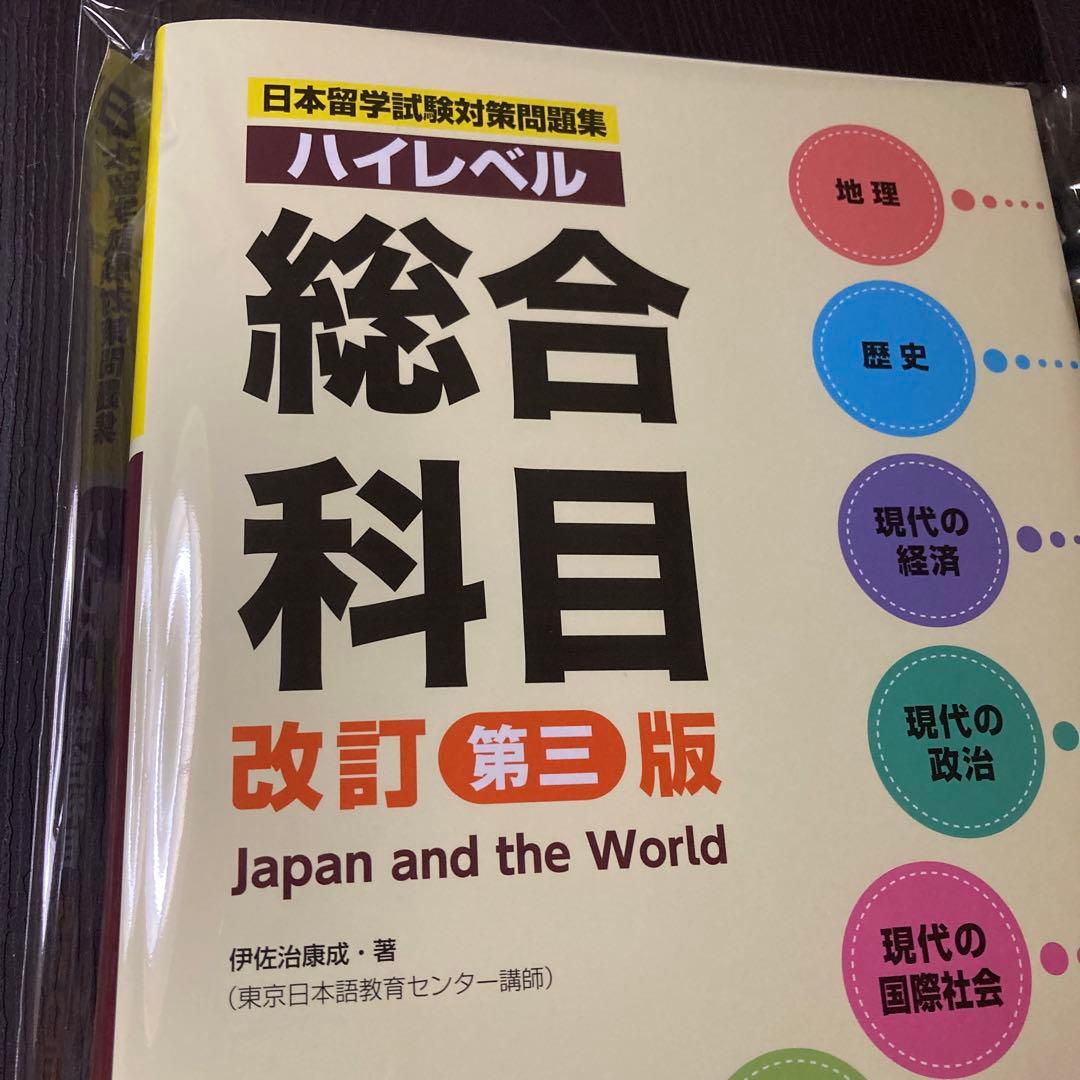 日本留学試験対策問題集
ハイレベル
総合
科目
改訂第三版
Japan and the World
伊佐治康成・著
(東京日本語教育センター講師)
地理
歴史
現代の
経済
現代の
政治
現代の
国際社会